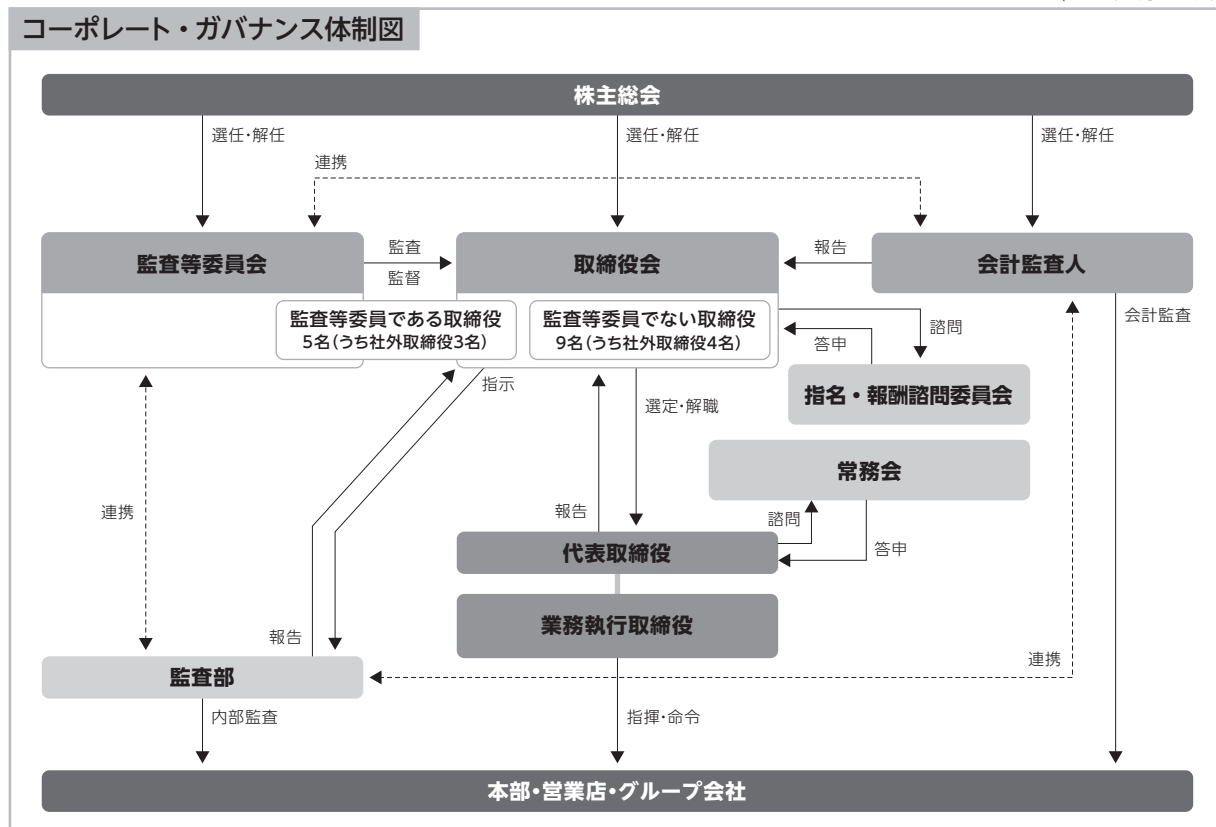 コーポレート・ガバナンス体制図
株主総会
選任・解任
選任・解任
選任・解任
連携
監査等委員会
監査
監督
取締役会
報告
会計監査人
監査等委員である取締役
5名(うち社外取締役3名)
監査等委員でない取締役
9名(うち社外取締役4名)
諮問
答申
会計監査
指示
選定・解職
指名・報酬諮問委員会
常務会
連携
報告
諮問
答申
代表取締役
業務執行取締役
報告
連携
監査部
内部監査
指揮・命令
本部・営業店・グループ会社